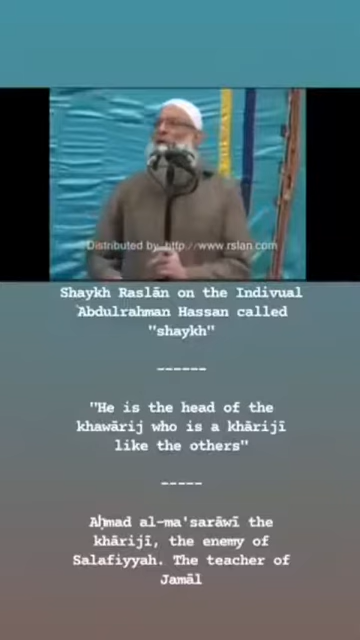 Distributed by http://www.rslan.com
Shaykh Raslān on the Indivual
Abdulrahman Hassan called
"shaykh"
------
"He is the head of the
khawārij who is a khārijī
like the others"
-----
Aḥmad al-ma'sarāwī the
khārijī, the enemy of
Salafiyyah. The teacher of
Jamāl